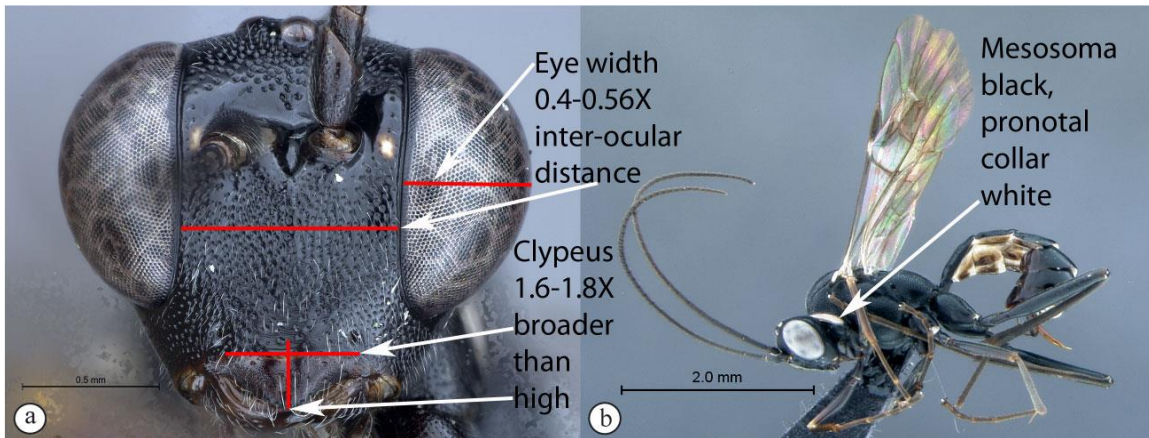 Eye width
0.4-0.56X
inter-ocular
distance
Clypeus
1.6-1.8X
broader
than
high
0.5 mm
a
Mesosoma
black,
pronotal
collar
white
2.0 mm
b